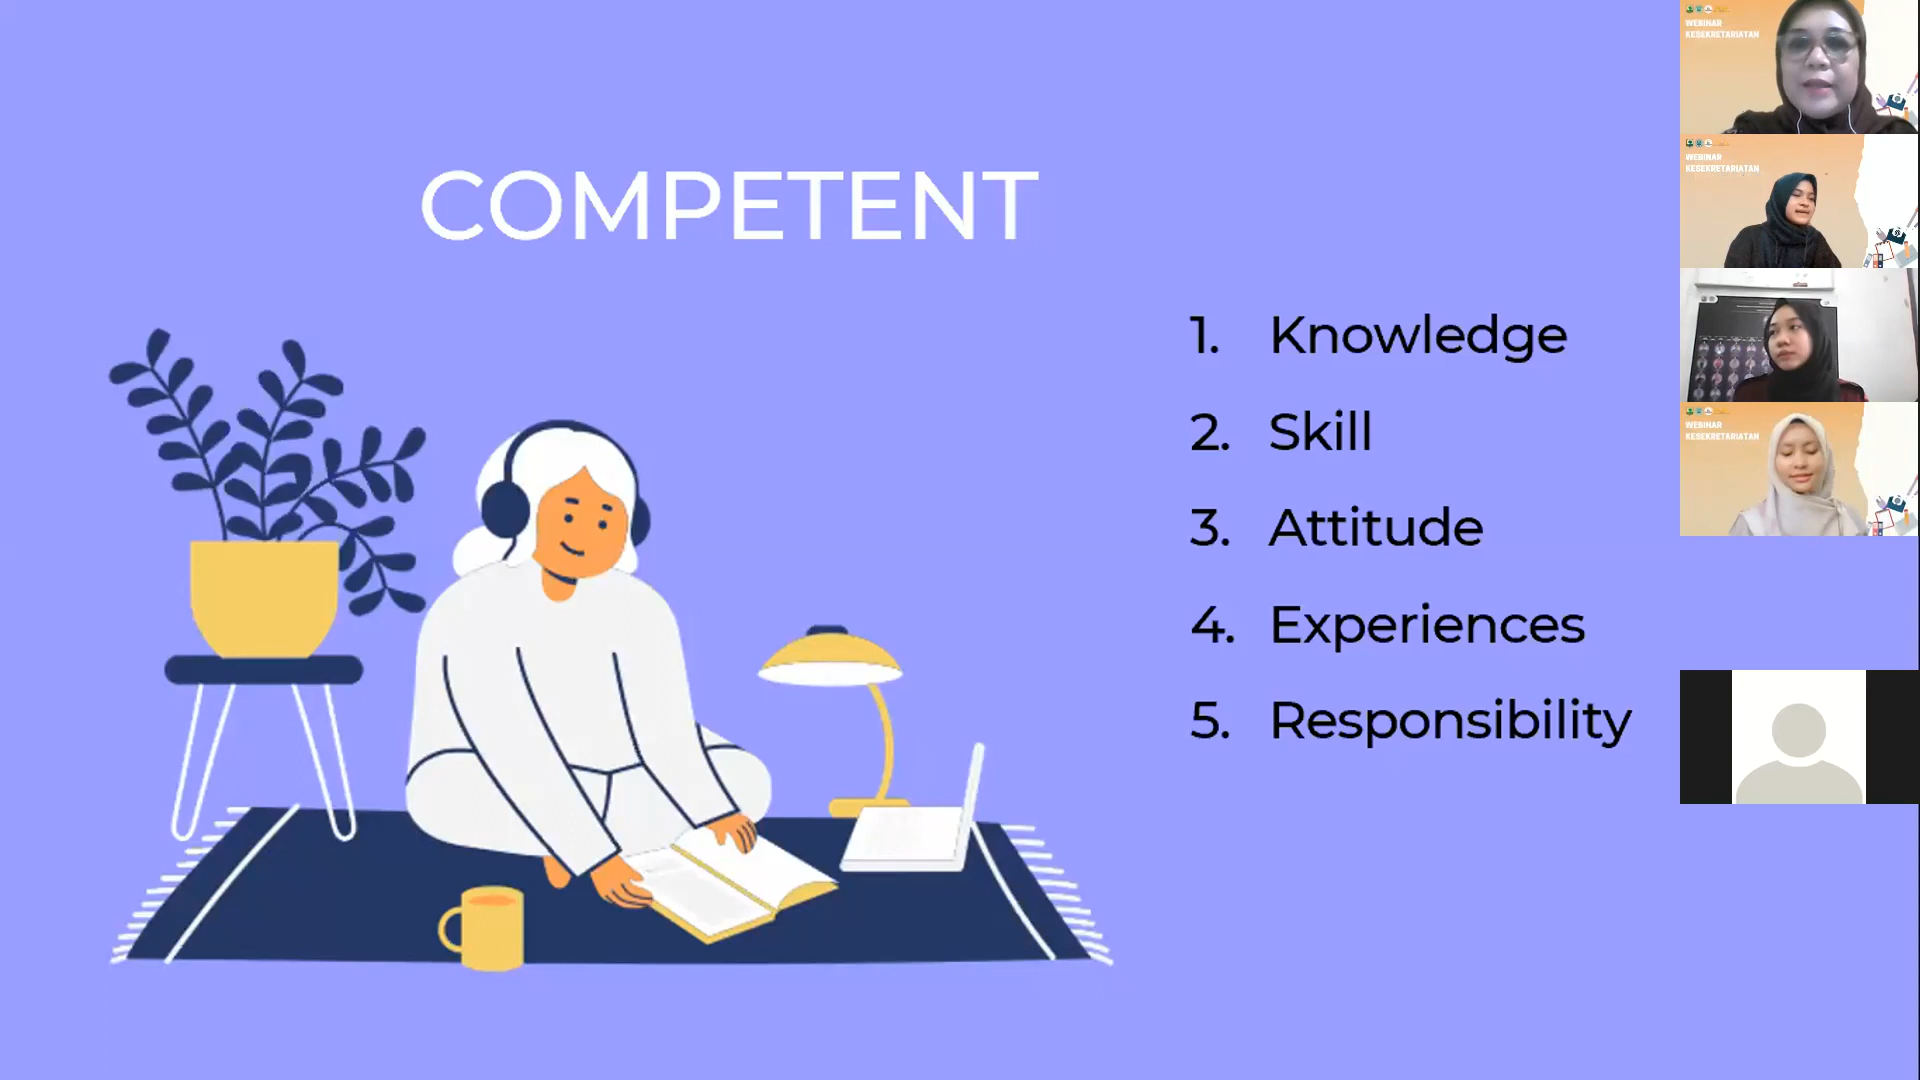 COMPETENT
1. Knowledge
2. Skill
3. Attitude
4. Experiences
5. Responsibility
WEBINAR
KESEKRETARIATAN
WEBINAR
KESEKRETARIATAN
WEBINAR
KESEKRETARIATAN